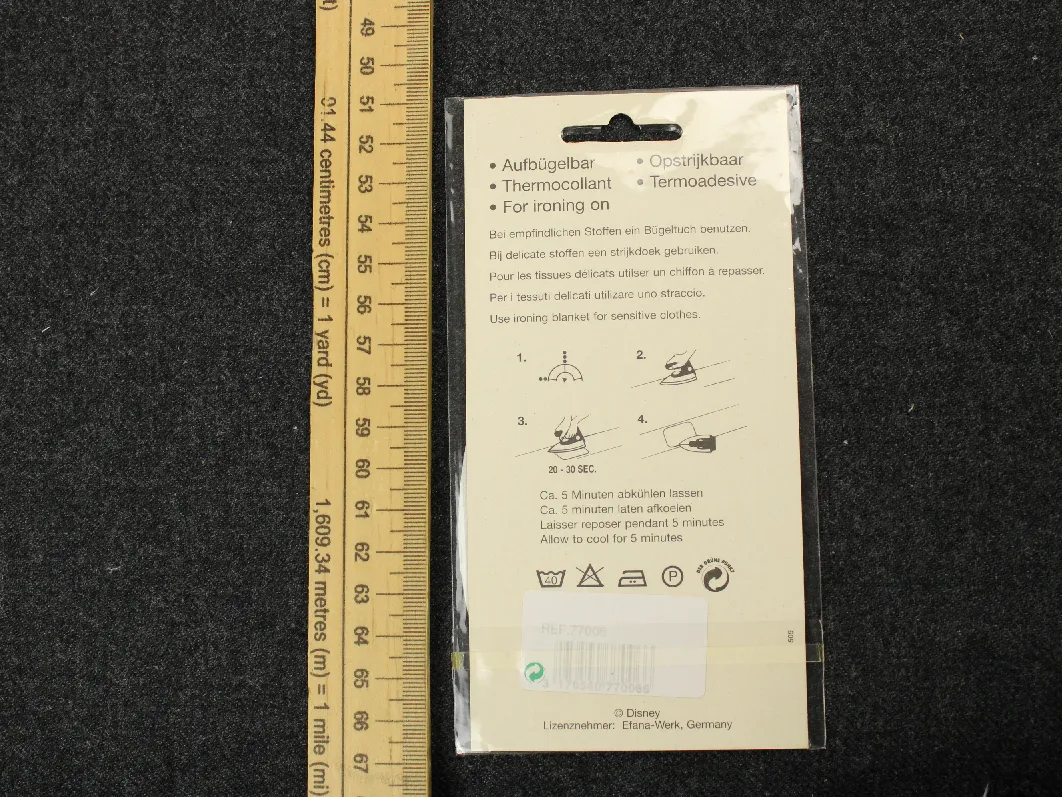 t)
49
50
51
52
53
54
55
56
57
58
59
60
61
62
63
64
65
66
67
91.44 centimetres (cm) = 1 yard (yd)
1,609.34 metres (m) = 1 mile (mi)
• Aufbügelbar
• Thermocollant
• For ironing on
• Opstrijkbaar
• Termoadesive
Bei empfindlichen Stoffen ein Bügeltuch benutzen.
Bij delicate stoffen een strijkdoek gebruiken.
Pour les tissues délicats utilser un chiffon à repasser.
Per i tessuti delicati utilizare uno straccio.
Use ironing blanket for sensitive clothes.
1.
2.
3.
20 - 30 SEC.
4.
Ca. 5 Minuten abkühlen lassen
Ca. 5 minuten laten afkoelen
Laisser reposer pendant 5 minutes
Allow to cool for 5 minutes
40
P
DER GRÜNE PUNKT
REF.
© Disney
Lizenznehmer: Efana-Werk, Germany